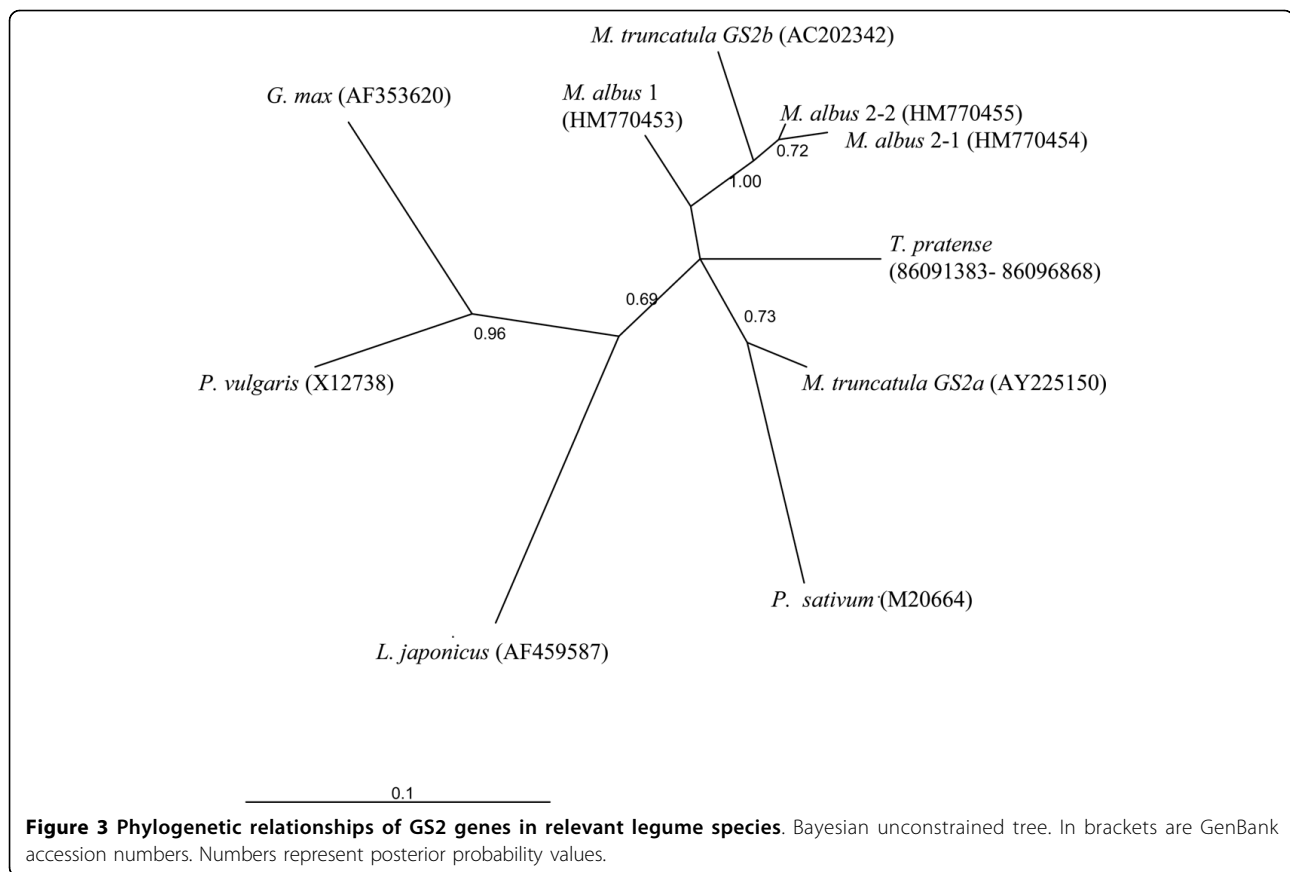 M. truncatula GS2b (AC202342)
G. max (AF353620)
M. albus 1
(HM770453)
M. albus 2-2 (HM770455)
M. albus 2-1 (HM770454)
0.72
1.00
T. pratense
(86091383- 86096868)
0.69
0.73
0.96
P. vulgaris (X12738)
M. truncatula GS2a (AY225150)
P. sativum (M20664)
L. japonicus (AF459587)
0.1
Figure 3 Phylogenetic relationships of GS2 genes in relevant legume species. Bayesian unconstrained tree. In brackets are GenBank
accession numbers. Numbers represent posterior probability values.